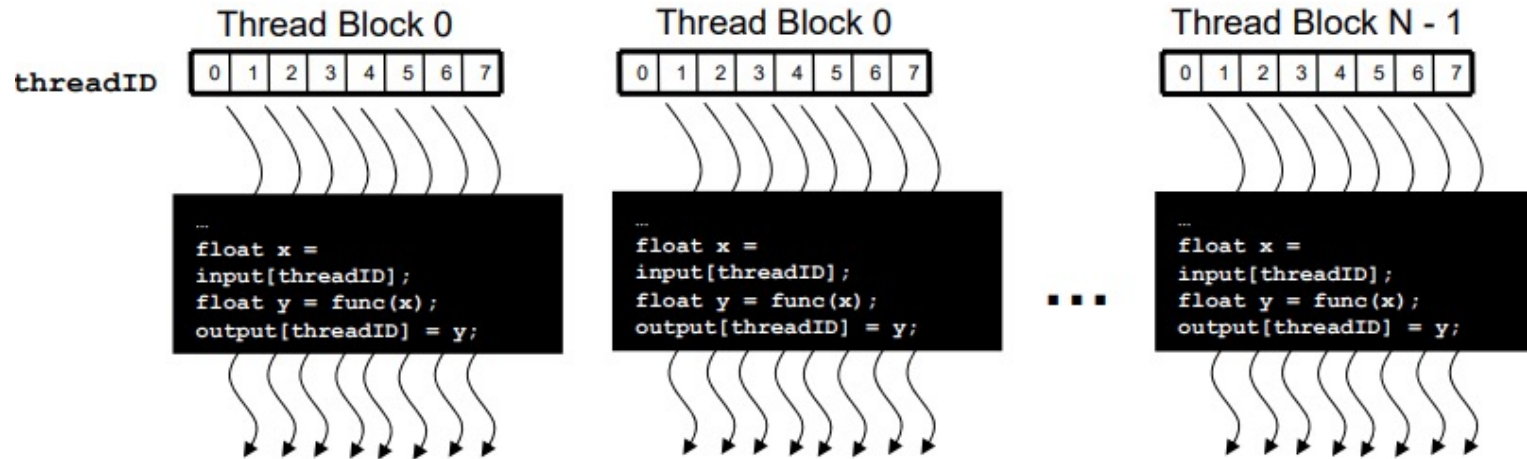 Thread Block 0
Thread Block 0
Thread Block N - 1
threadID
0 1 2 3 4 5 6 7
0 1 2 3 4 5 6 7
0 1 2 3 4 5 6 7
…
float x =
input[threadID];
float y = func(x);
output[threadID] = y;
…
float x =
input[threadID];
float y = func(x);
output[threadID] = y;
...
…
float x =
input[threadID];
float y = func(x);
output[threadID] = y;